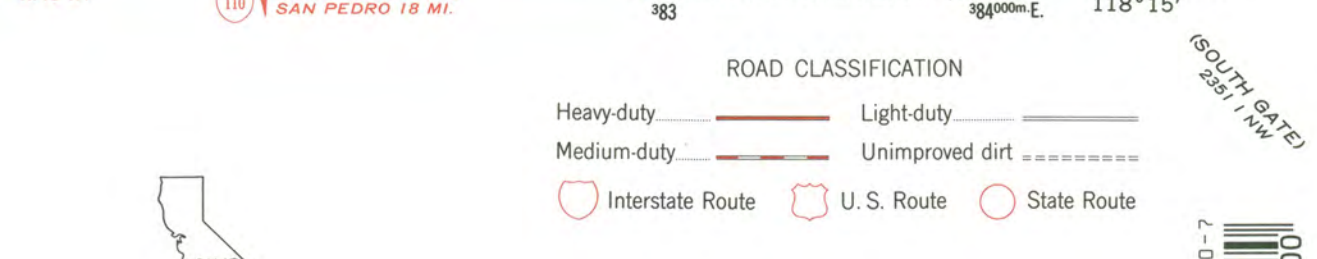 110 SAN PEDRO 18 MI.
383
384000m.E.
118°15'
(SOUTH GATE)
2351 I NW
ROAD CLASSIFICATION
Heavy-duty
Light-duty
Medium-duty
Unimproved dirt
Interstate Route
U. S. Route
State Route